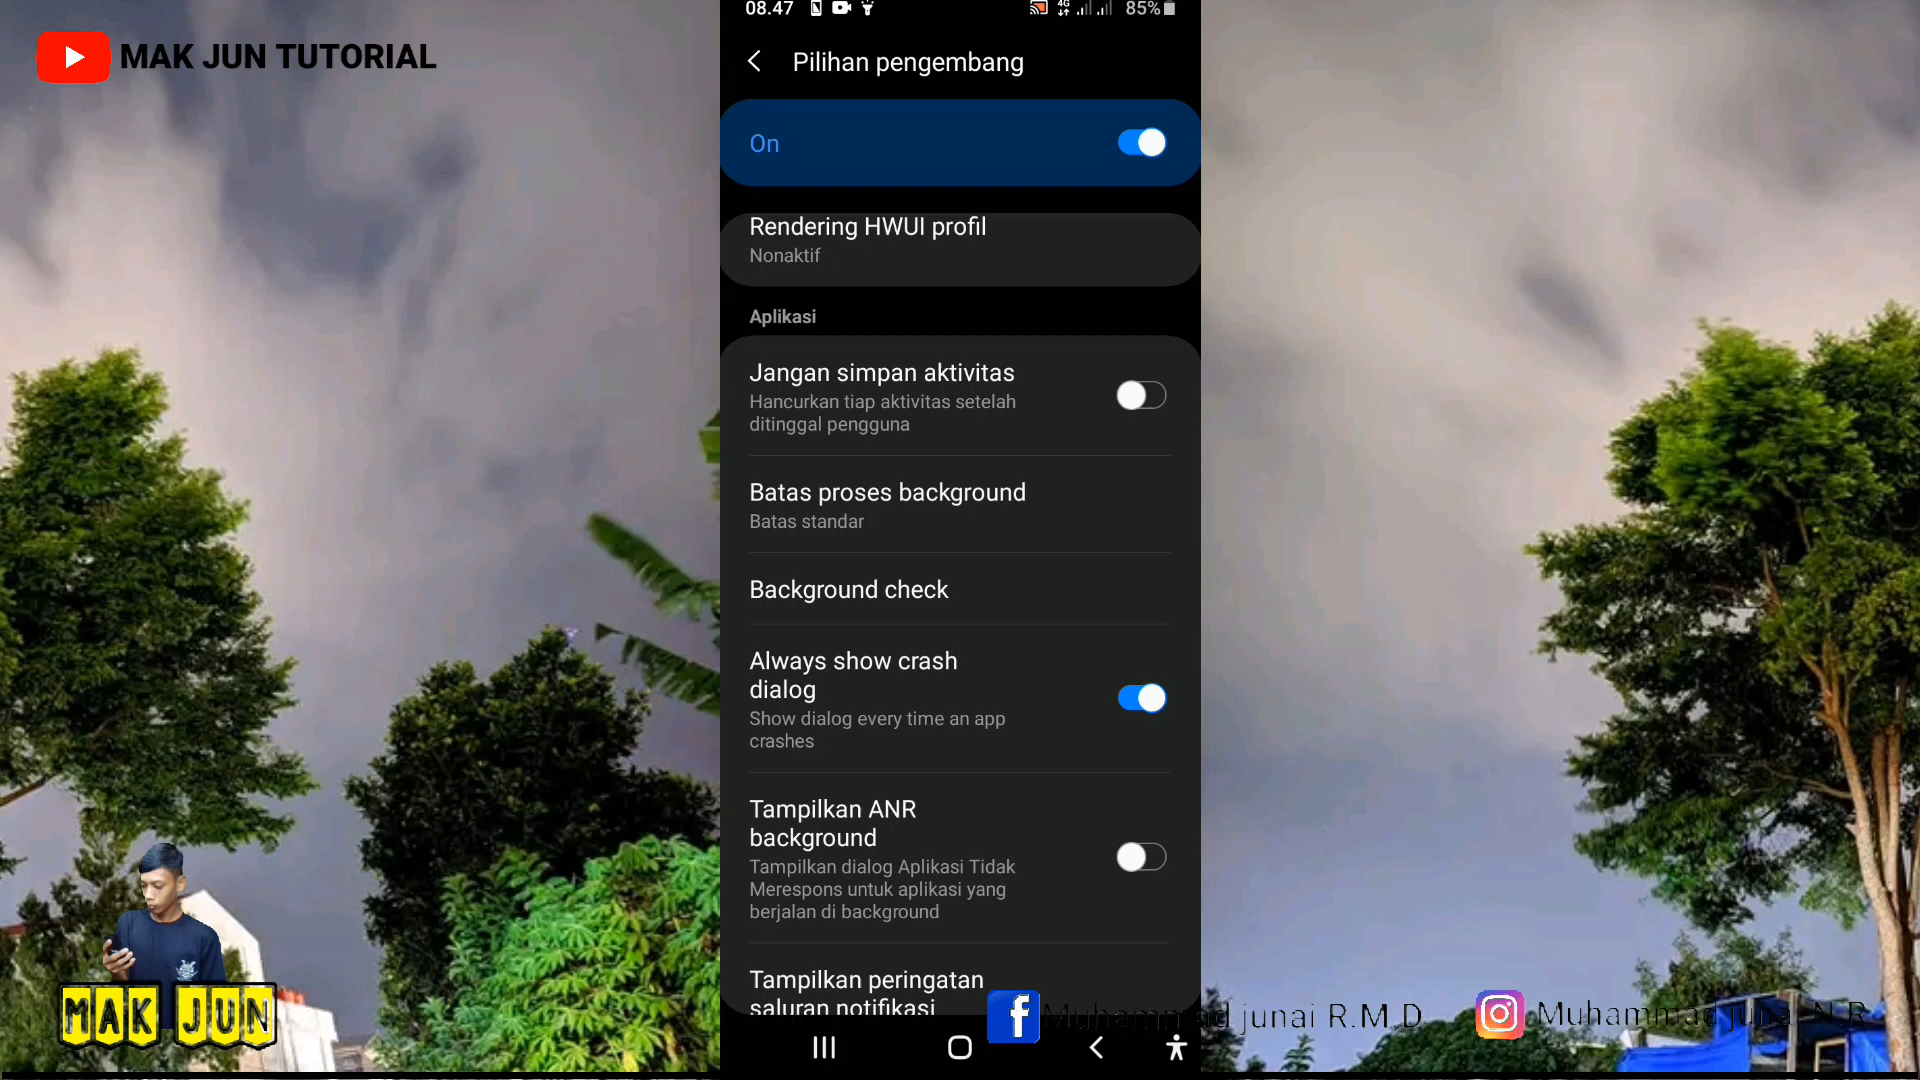 MAK JUN TUTORIAL
08.47
4G
85%
Pilihan pengembang
On
Rendering HWUI profil
Nonaktif
Aplikasi
Jangan simpan aktivitas
Hancurkan tiap aktivitas setelah
ditinggal pengguna
Batas proses background
Batas standar
Background check
Always show crash
dialog
Show dialog every time an app
crashes
Tampilkan ANR
background
Tampilkan dialog Aplikasi Tidak
Merespons untuk aplikasi yang
berjalan di background
Tampilkan peringatan
saluran notifikasi
MAK JUN
Muhammad junai R.M.D
Muhammad